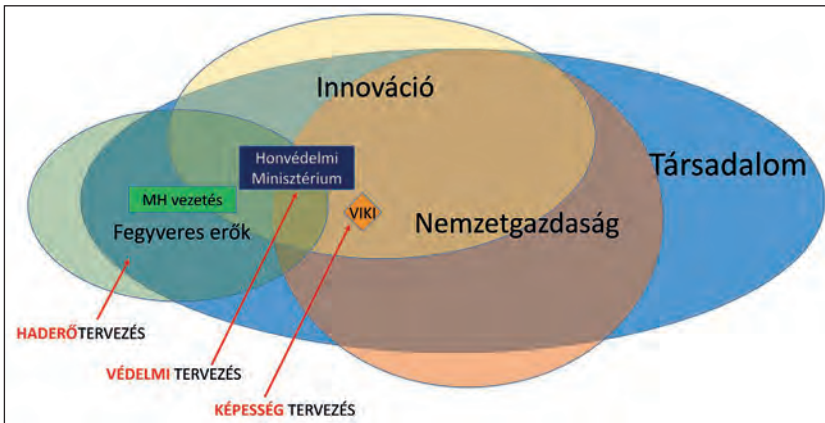 Innováció
Honvédelmi
Minisztérium
Társadalom
MH vezetés
VIKI
Fegyveres erők
Nemzetgazdaság
HADERŐTERVEZÉS
VÉDELMI TERVEZÉS
KÉPESSÉG TERVEZÉS